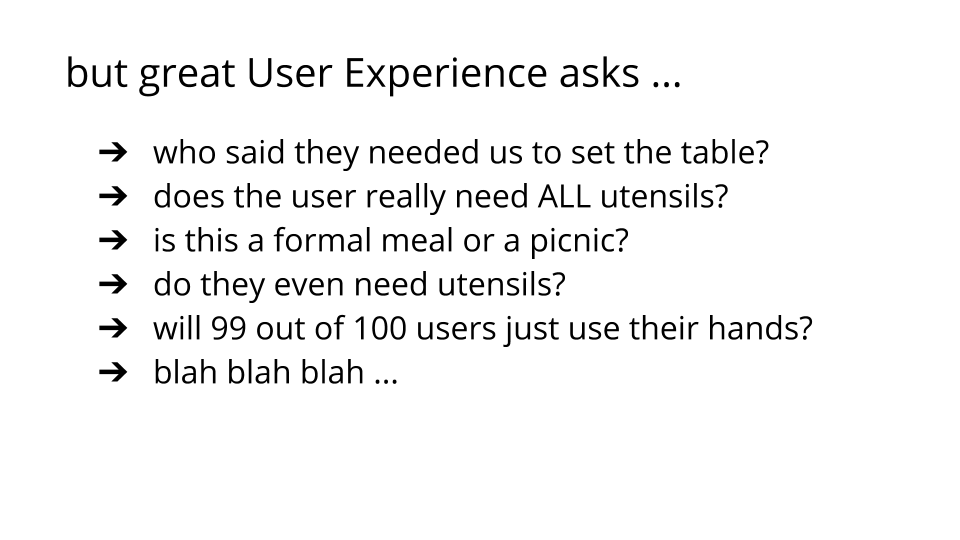 but great User Experience asks ...
➔ who said they needed us to set the table?
➔ does the user really need ALL utensils?
➔ is this a formal meal or a picnic?
➔ do they even need utensils?
➔ will 99 out of 100 users just use their hands?
➔ blah blah blah ...